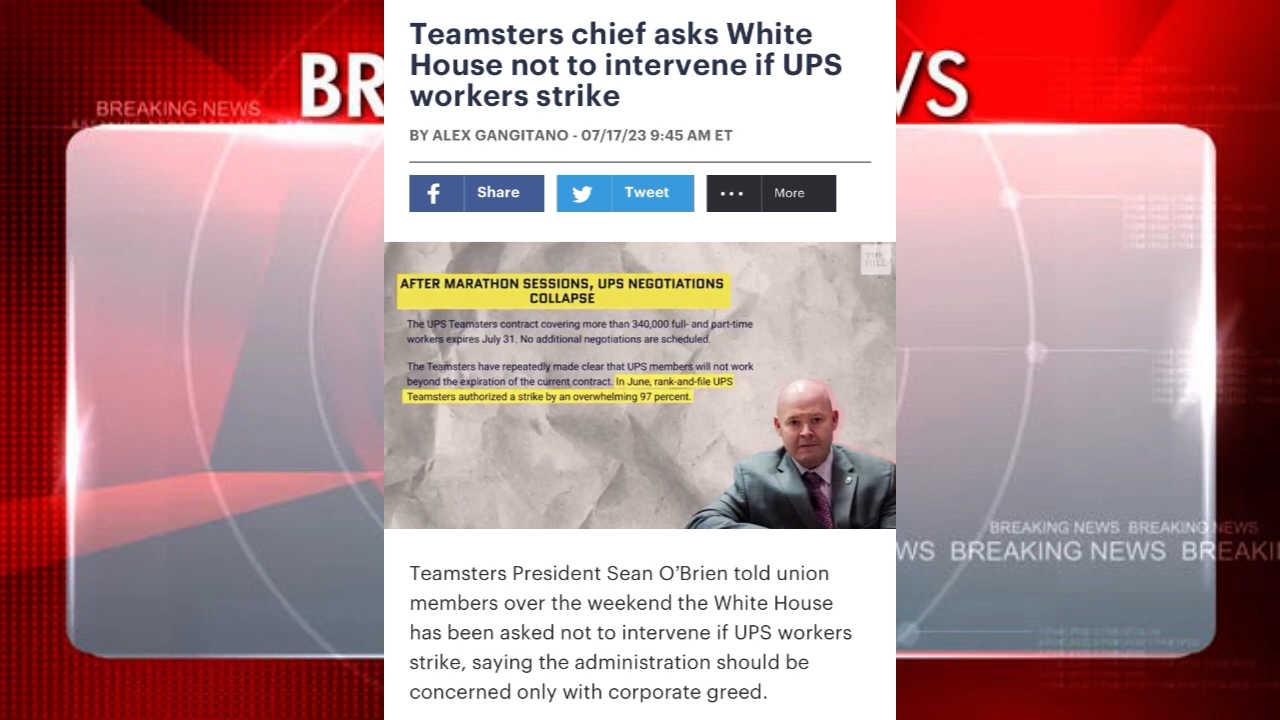 BREAKING NEWS
BR
WS
Teamsters chief asks White
House not to intervene if UPS
workers strike
BY ALEX GANGITANO - 07/17/23 9:45 AM ET
Share
Tweet
More
THE
HILL
AFTER MARATHON SESSIONS, UPS NEGOTIATIONS
COLLAPSE
The UPS Teamsters contract covering more than 340,000 full- and part-time
workers expires July 31. No additional negotiations are scheduled.
The Teamsters have repeatedly made clear that UPS members will not work
beyond the expiration of the current contract. In June, rank-and-file UPS
Teamsters authorized a strike by an overwhelming 97 percent.
BREAKING NEWS BREAKING NEWS
WS BREAKING NEWS BREAKI
Teamsters President Sean O’Brien told union
members over the weekend the White House
has been asked not to intervene if UPS workers
strike, saying the administration should be
concerned only with corporate greed.